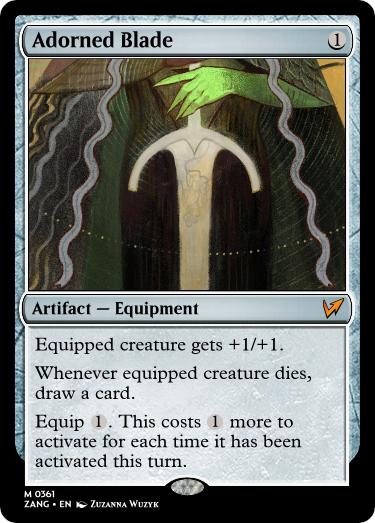 Adorned Blade 1
Artifact — Equipment
Equipped creature gets +1/+1.
Whenever equipped creature dies,
draw a card.
Equip 1. This costs 1 more to
activate for each time it has been
activated this turn.
M 0361
ZANG • EN Zuzanna Wuzyk